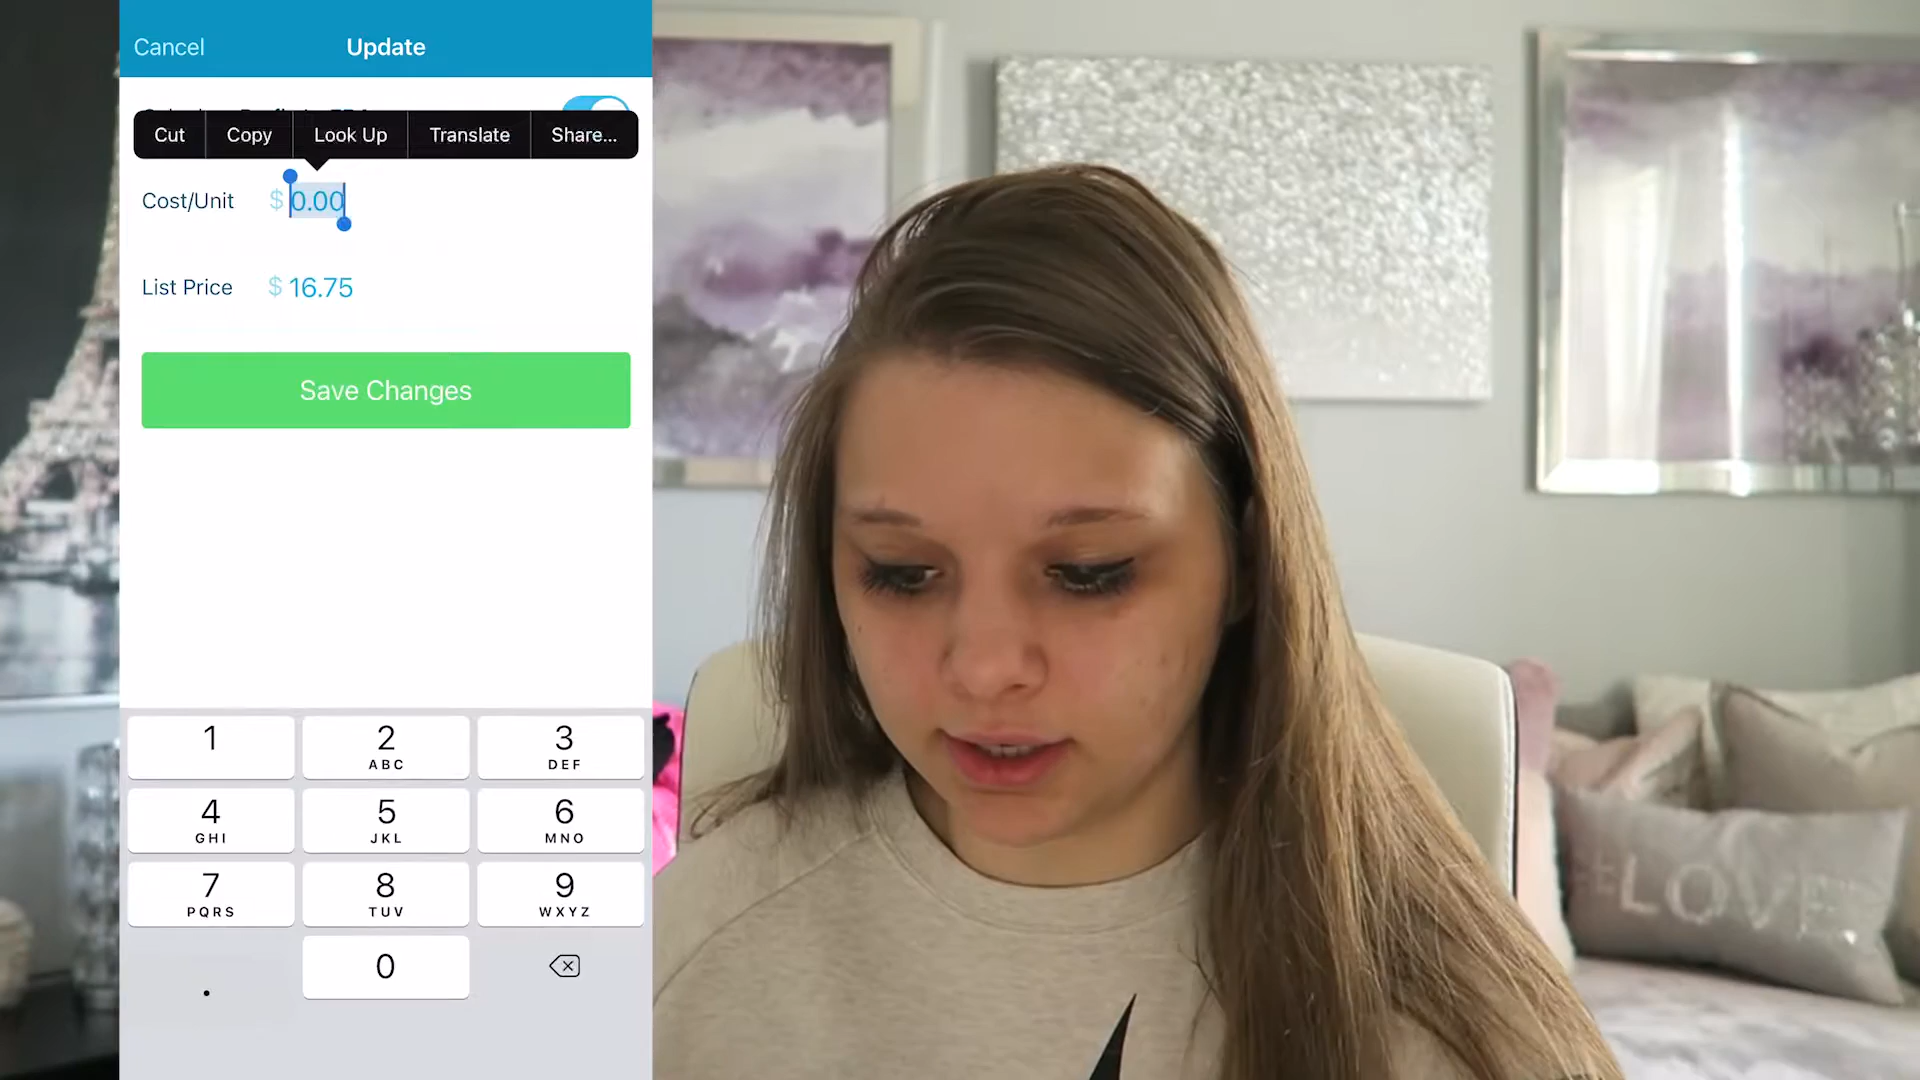 Cancel Update
Cut Copy Look Up Translate Share...
Cost/Unit $ 0.00
List Price $ 16.75
Save Changes
1 2 3
ABC DEF
4 5 6
GHI JKL MNO
7 8 9
PQRS TUV WXYZ
. 0
LOVE